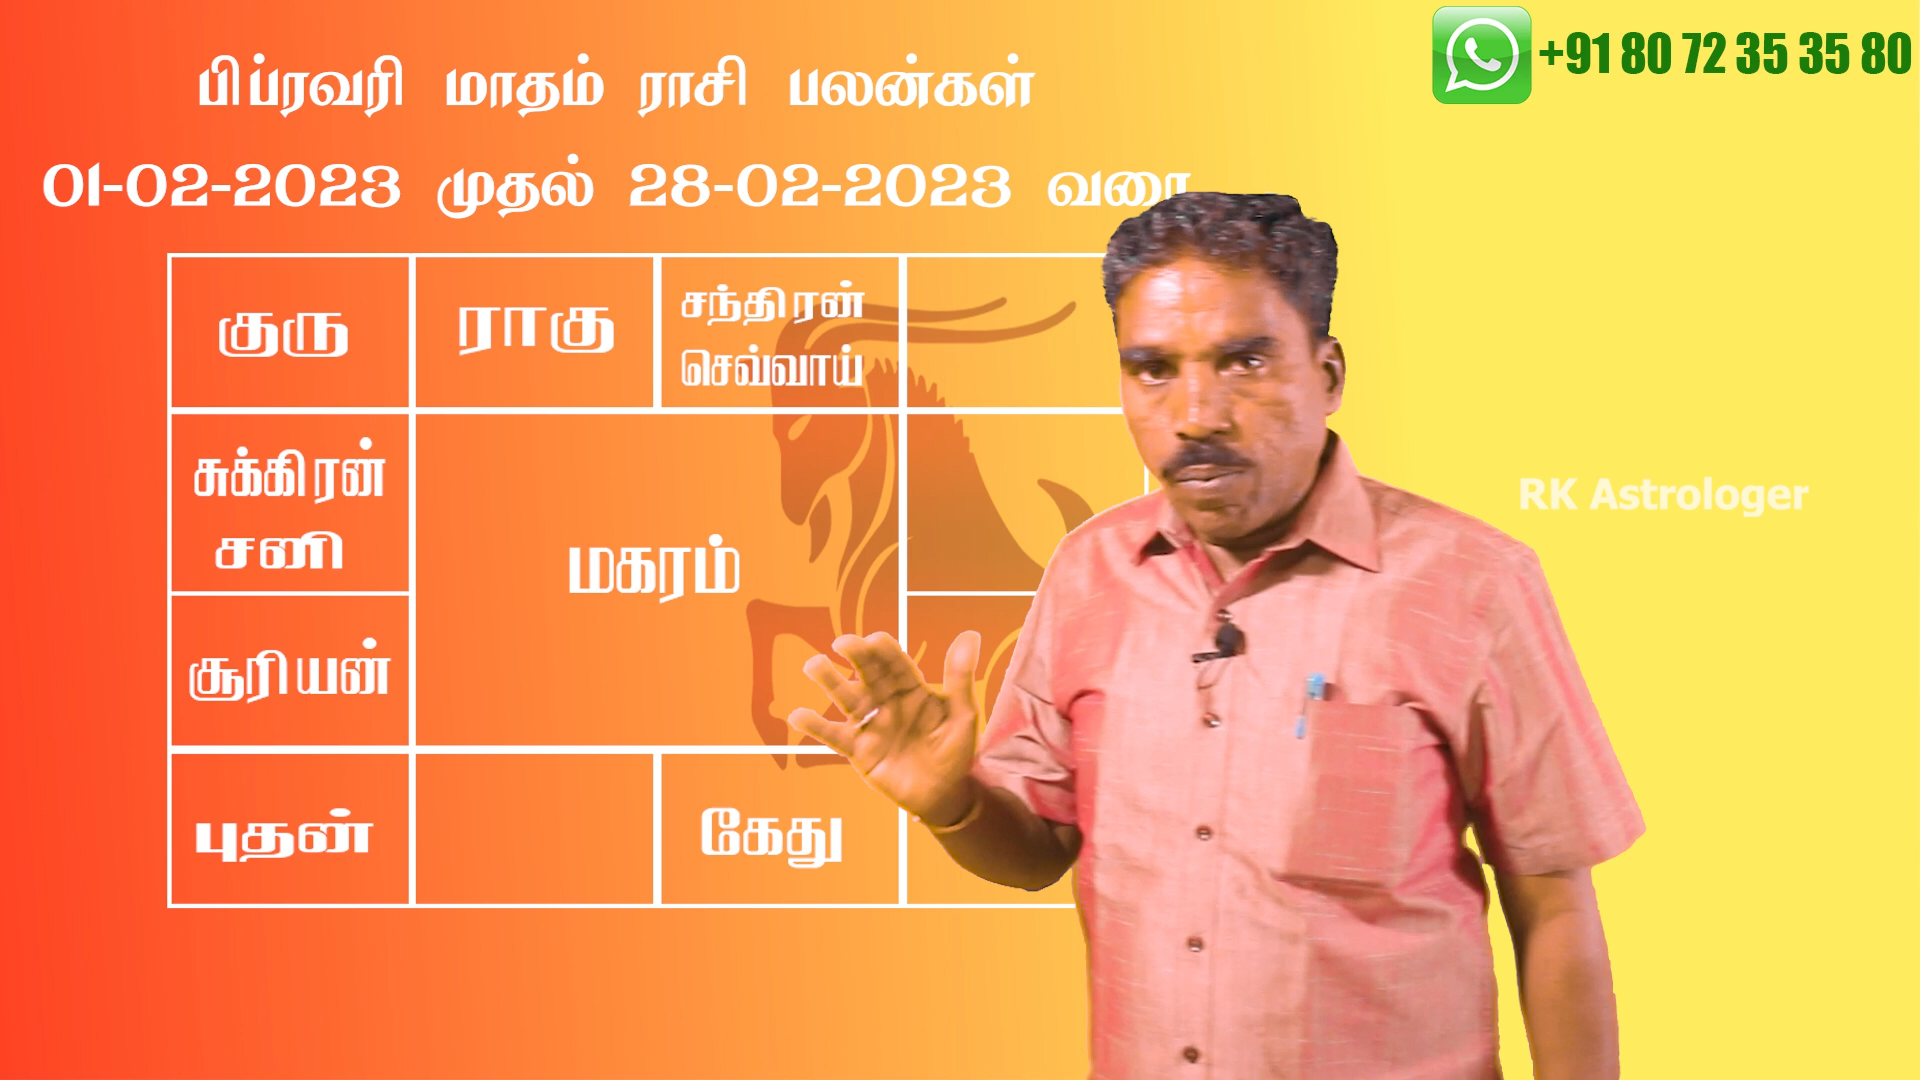 +91 80 72 35 35 80
பிப்ரவரி மாதம் ராசி பலன்கள்
01-02-2023 முதல் 28-02-2023 வரை
குரு
ராகு
சந்திரன்
செவ்வாய்
சுக்கிரன்
சனி
மகரம்
RK Astrologer
சூரியன்
புதன்
கேது